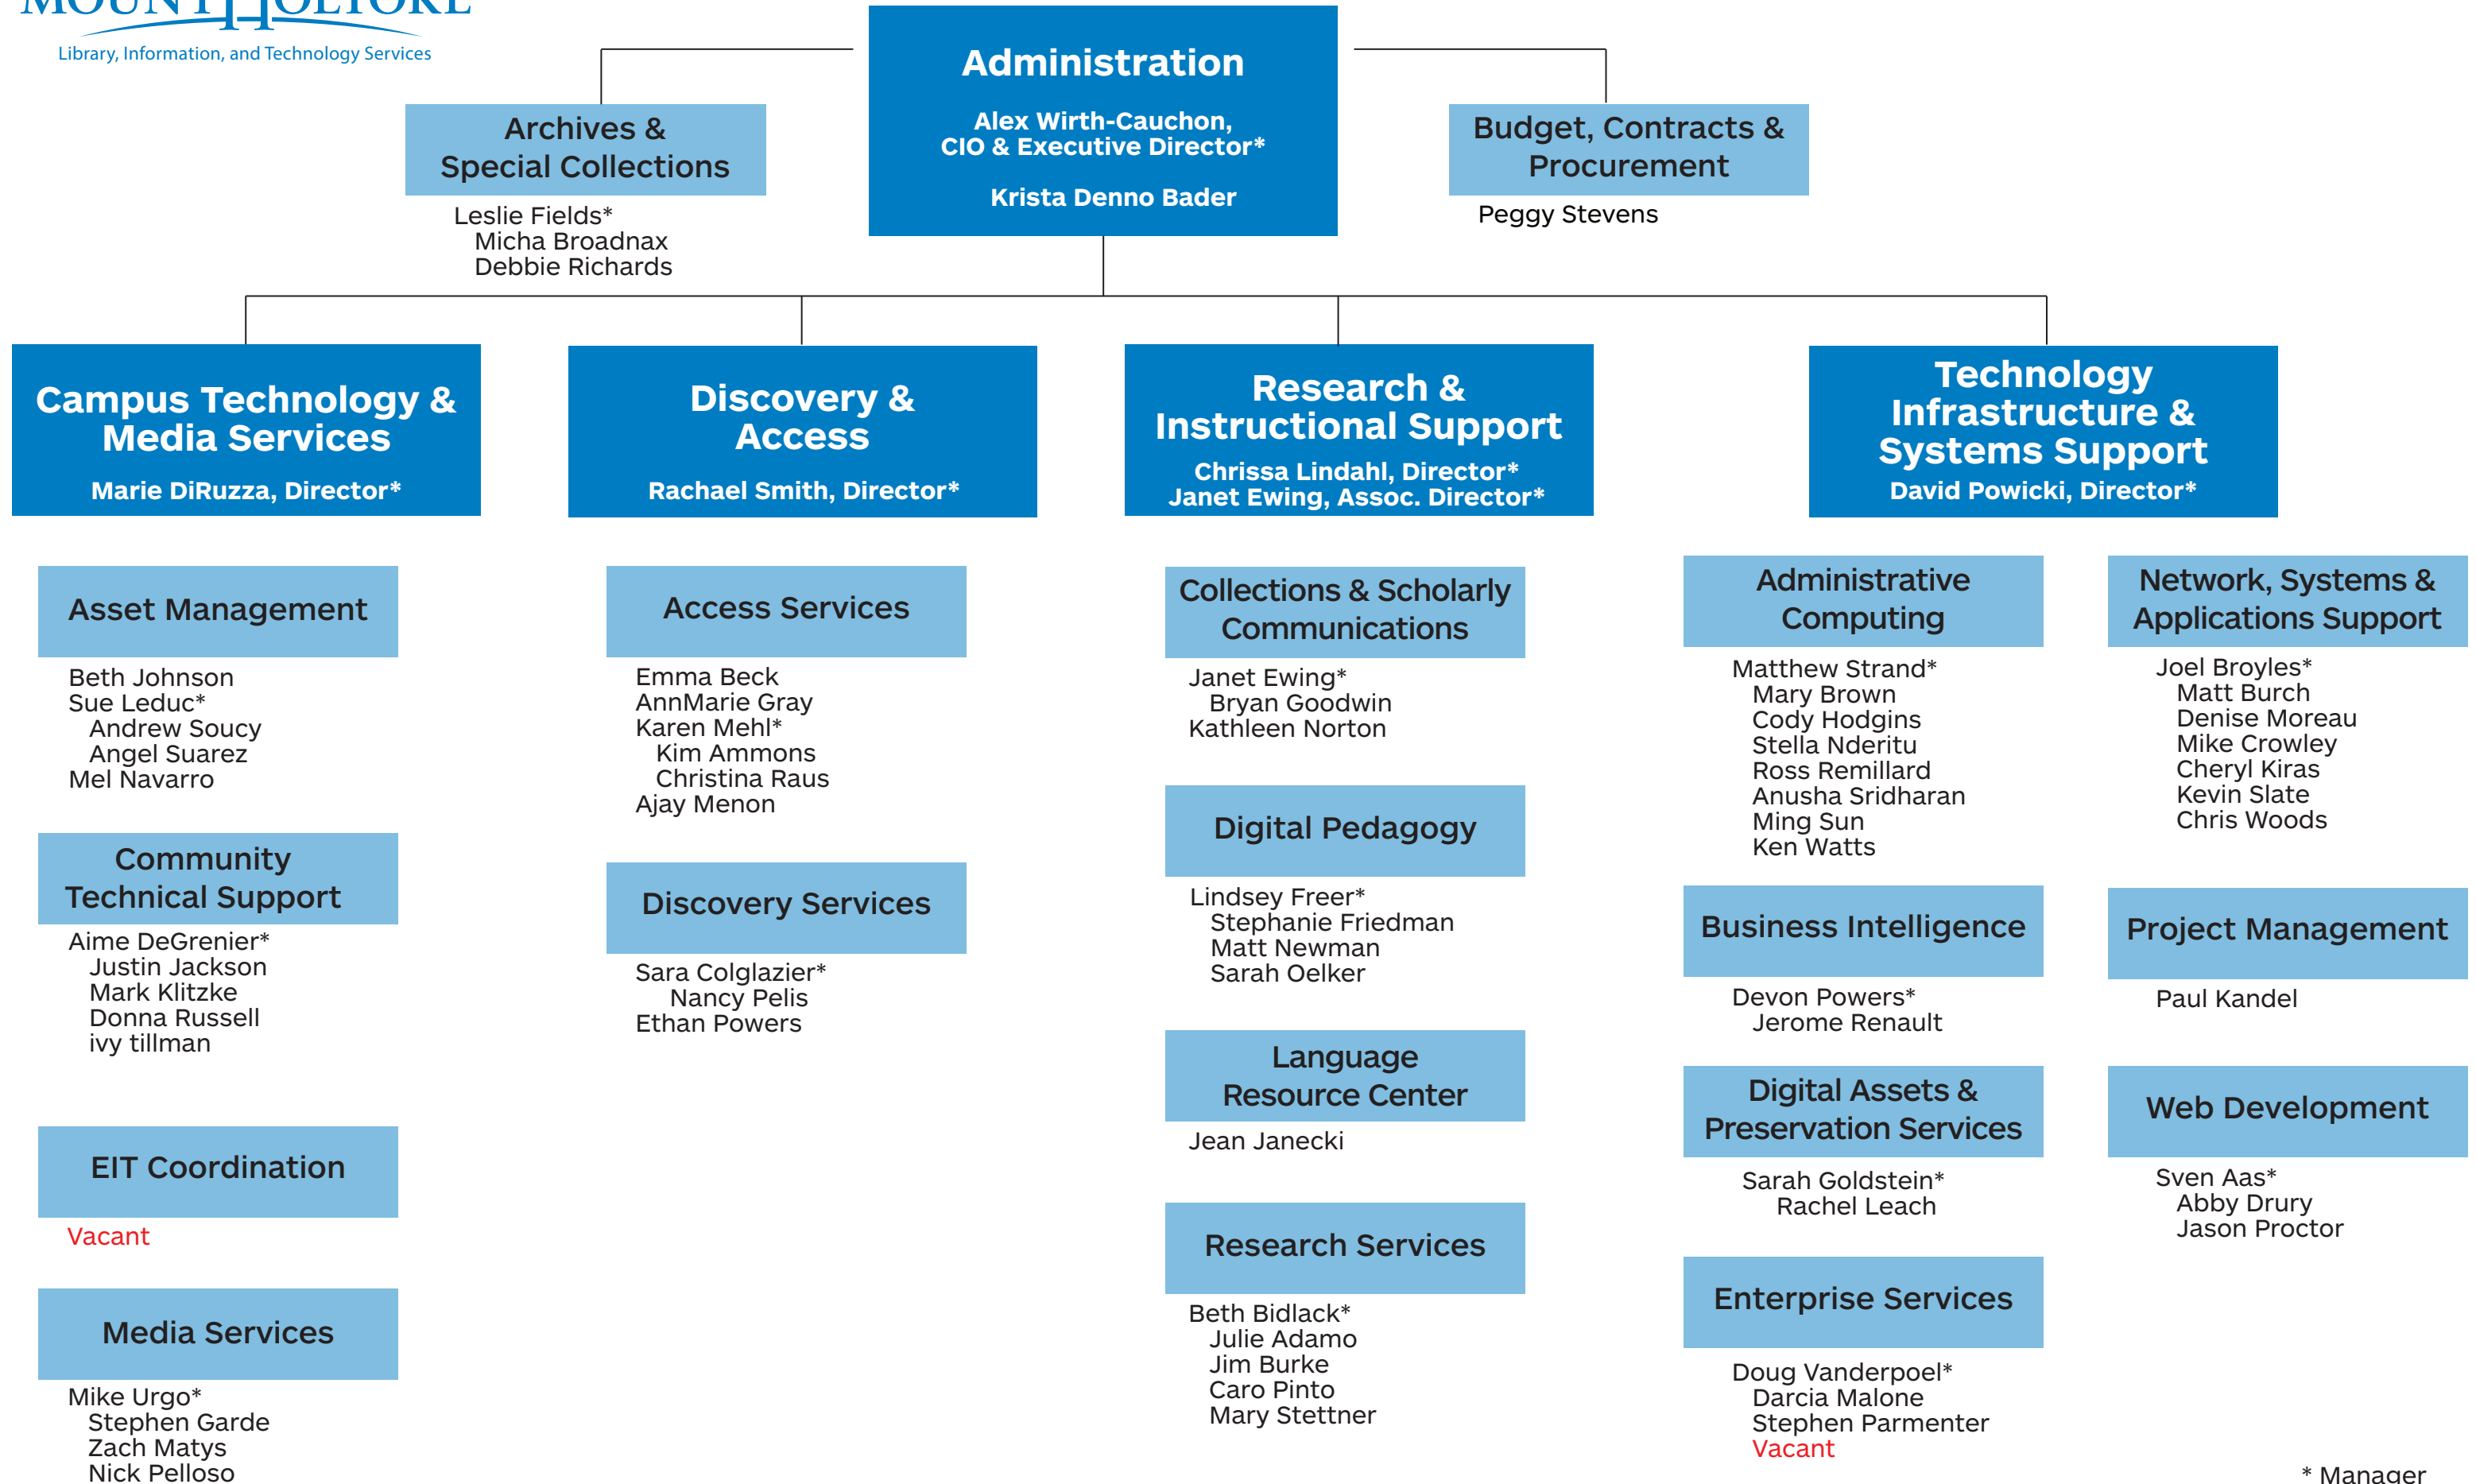 MOUNT HOLYOKE
Library, Information, and Technology Services
Administration
Alex Wirth-Cauchon,
CIO & Executive Director*
Krista Denno Bader
Archives &
Special Collections
Leslie Fields*
Micha Broadnax
Debbie Richards
Budget, Contracts &
Procurement
Peggy Stevens
Campus Technology &
Media Services
Marie DiRuzza, Director*
Asset Management
Beth Johnson
Sue Leduc*
Andrew Soucy
Angel Suarez
Mel Navarro
Community
Technical Support
Aime DeGrenier*
Justin Jackson
Mark Klitzke
Donna Russell
ivy tillman
EIT Coordination
Vacant
Media Services
Mike Urgo*
Stephen Garde
Zach Matys
Nick Pelloso
Discovery &
Access
Rachael Smith, Director*
Access Services
Emma Beck
AnnMarie Gray
Karen Mehl*
Kim Ammons
Christina Raus
Ajay Menon
Discovery Services
Sara Colglazier*
Nancy Pelis
Ethan Powers
Research &
Instructional Support
Chrissa Lindahl, Director*
Janet Ewing, Assoc. Director*
Collections & Scholarly
Communications
Janet Ewing*
Bryan Goodwin
Kathleen Norton
Digital Pedagogy
Lindsey Freer*
Stephanie Friedman
Matt Newman
Sarah Oelker
Language
Resource Center
Jean Janecki
Research Services
Beth Bidlack*
Julie Adamo
Jim Burke
Caro Pinto
Mary Stettner
Technology
Infrastructure &
Systems Support
David Powicki, Director*
Administrative
Computing
Matthew Strand*
Mary Brown
Cody Hodgins
Stella Nderitu
Ross Remillard
Anusha Sridharan
Ming Sun
Ken Watts
Business Intelligence
Devon Powers*
Jerome Renault
Digital Assets &
Preservation Services
Sarah Goldstein*
Rachel Leach
Enterprise Services
Doug Vanderpoel*
Darcia Malone
Stephen Parmenter
Vacant
Network, Systems &
Applications Support
Joel Broyles*
Matt Burch
Denise Moreau
Mike Crowley
Cheryl Kiras
Kevin Slate
Chris Woods
Project Management
Paul Kandel
Web Development
Sven Aas*
Abby Drury
Jason Proctor
* Manager